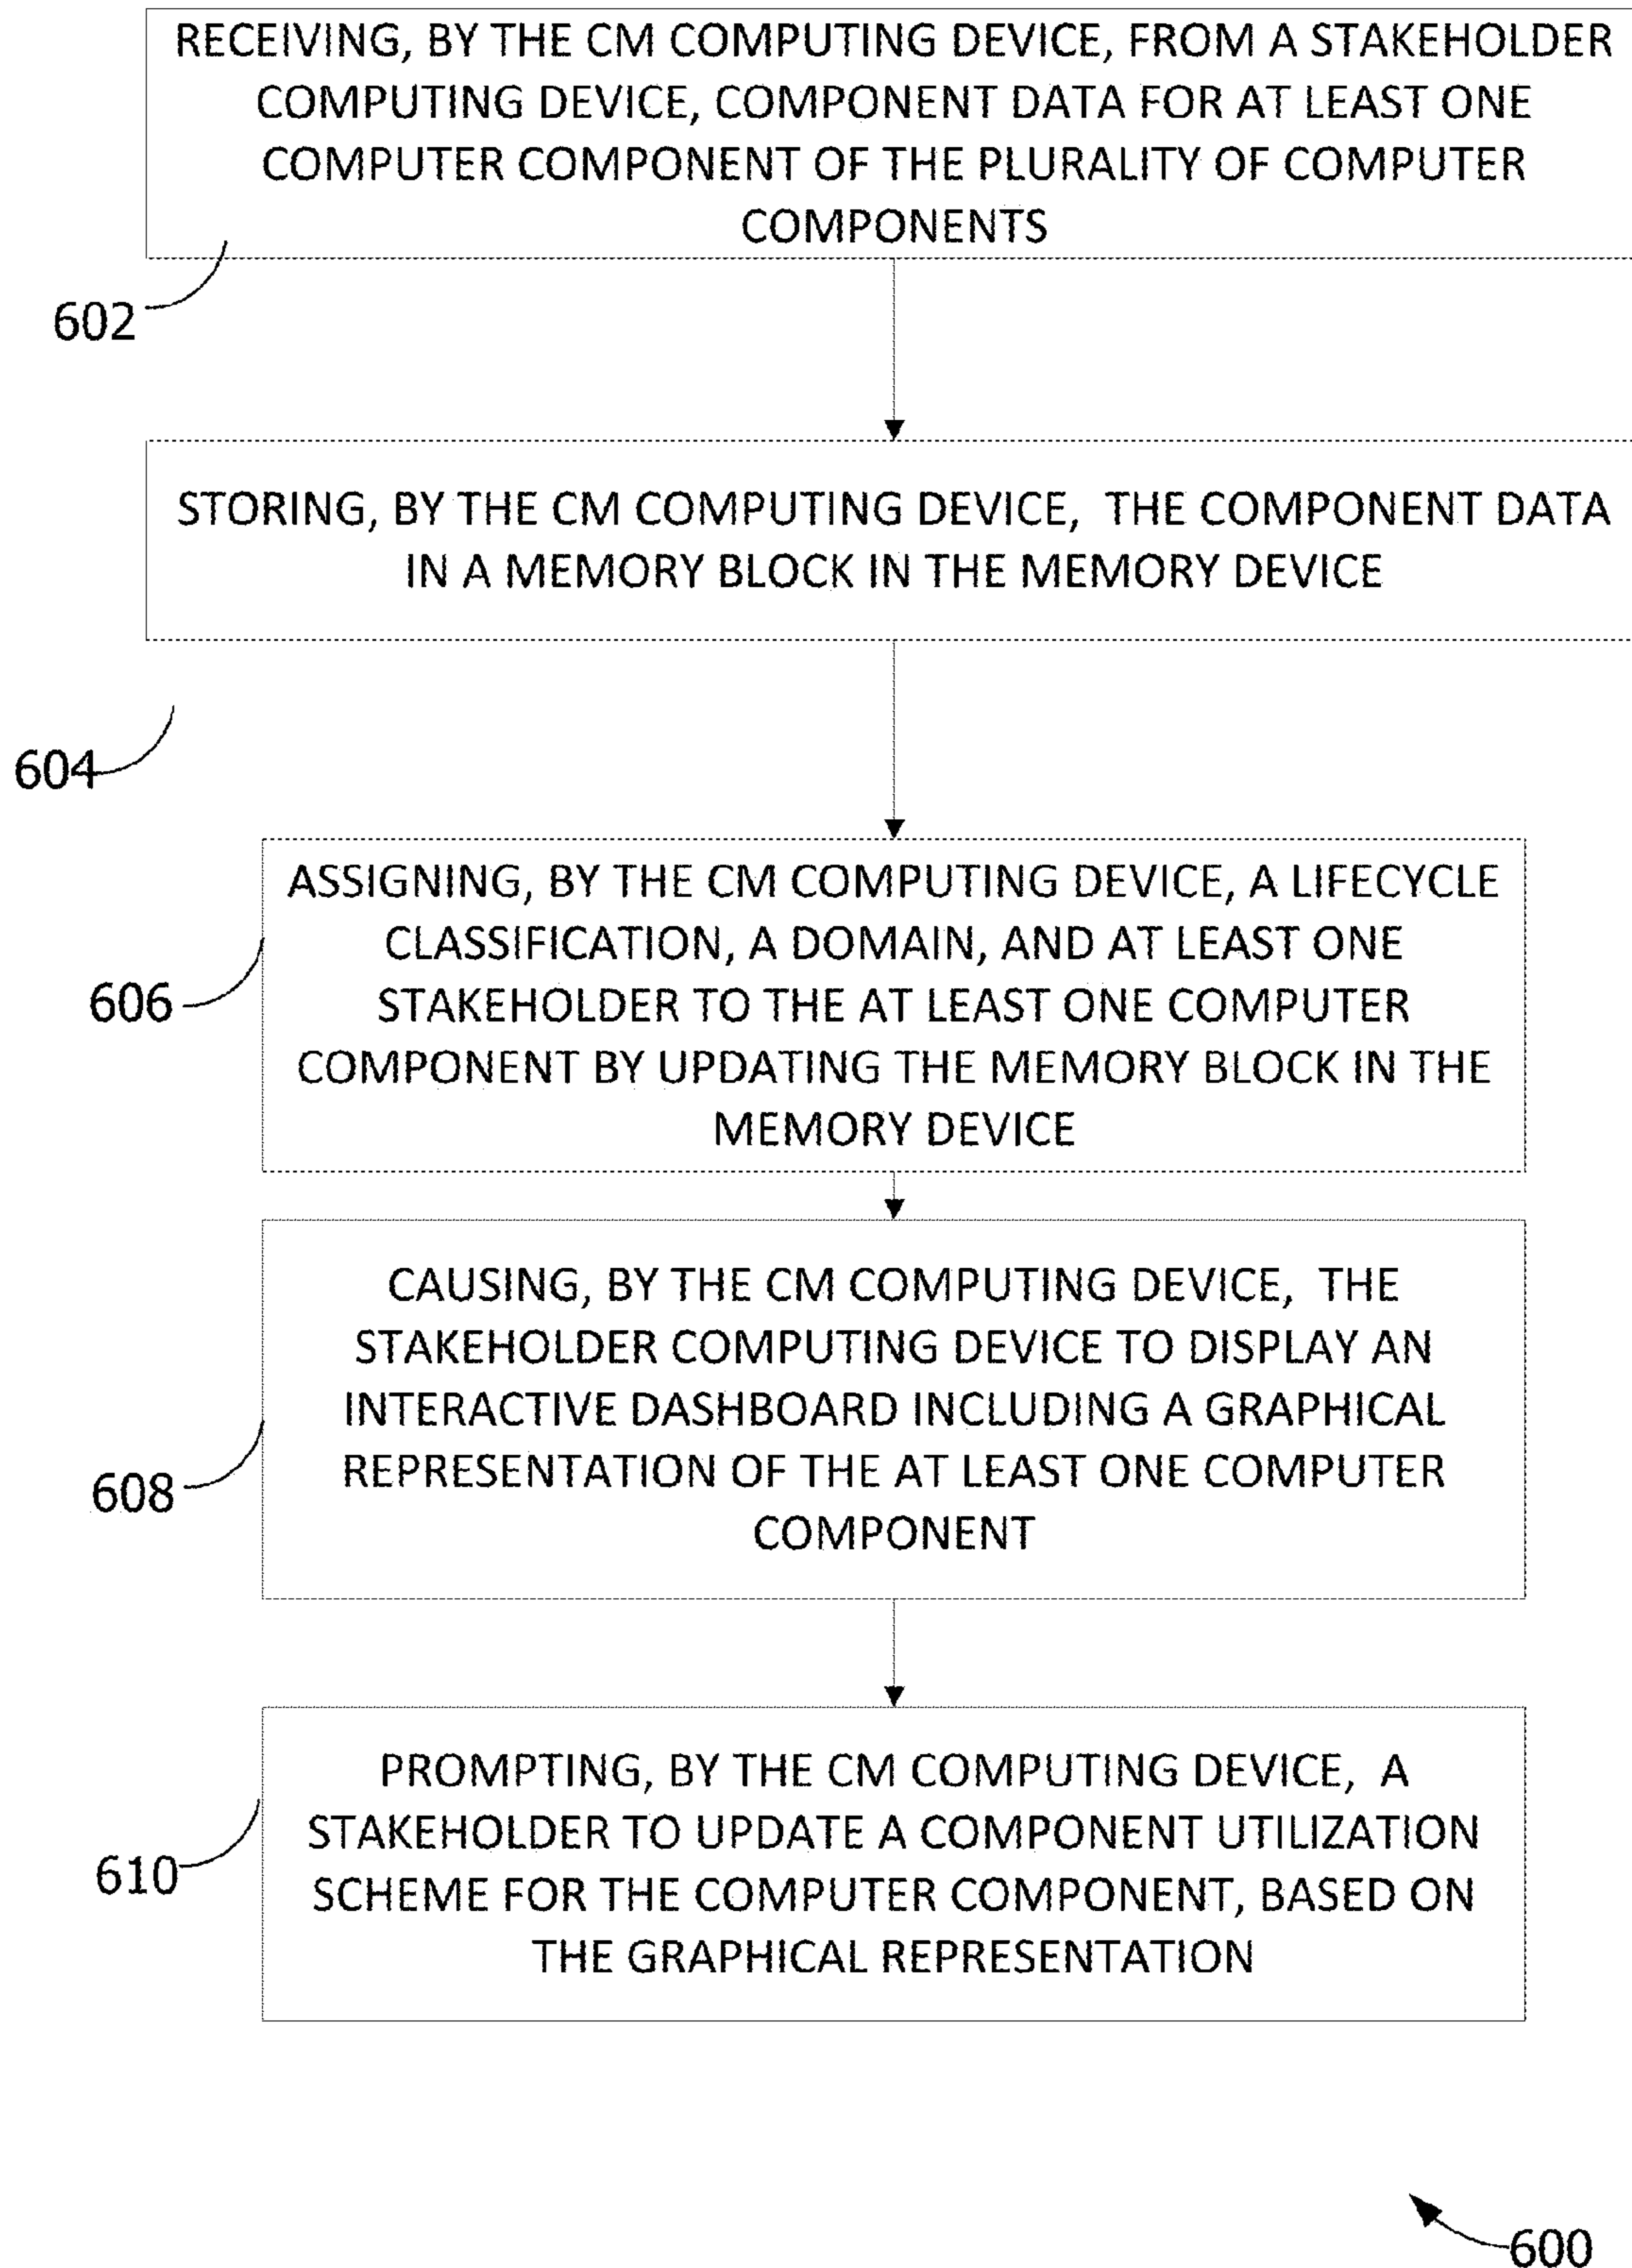 RECEIVING, BY THE CM COMPUTING DEVICE, FROM A STAKEHOLDER
COMPUTING DEVICE, COMPONENT DATA FOR AT LEAST ONE
COMPUTER COMPONENT OF THE PLURALITY OF COMPUTER
COMPONENTS
602
STORING, BY THE CM COMPUTING DEVICE, THE COMPONENT DATA
IN A MEMORY BLOCK IN THE MEMORY DEVICE
604
ASSIGNING, BY THE CM COMPUTING DEVICE, A LIFECYCLE
CLASSIFICATION, A DOMAIN, AND AT LEAST ONE
STAKEHOLDER TO THE AT LEAST ONE COMPUTER
COMPONENT BY UPDATING THE MEMORY BLOCK IN THE
MEMORY DEVICE
606
CAUSING, BY THE CM COMPUTING DEVICE, THE
STAKEHOLDER COMPUTING DEVICE TO DISPLAY AN
INTERACTIVE DASHBOARD INCLUDING A GRAPHICAL
REPRESENTATION OF THE AT LEAST ONE COMPUTER
COMPONENT
608
PROMPTING, BY THE CM COMPUTING DEVICE, A
STAKEHOLDER TO UPDATE A COMPONENT UTILIZATION
SCHEME FOR THE COMPUTER COMPONENT, BASED ON
THE GRAPHICAL REPRESENTATION
610
600